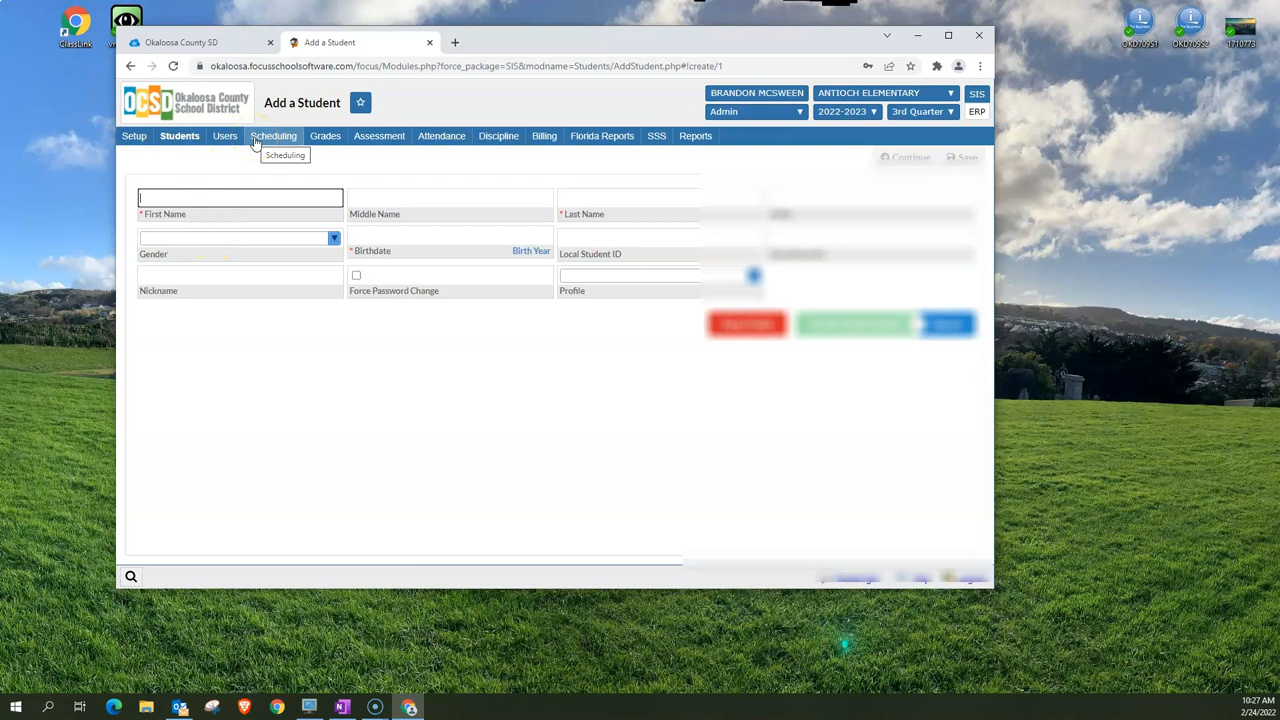 ClassLink
OKD709S1
OKD709S2
1710773
Okaloosa County SD
Add a Student
okaloosa.focusschoolsoftware.com/focus/Modules.php?force_package=SIS&modname=Students/AddStudent.php#!create/1
OCSD Okaloosa County School District
Add a Student
BRANDON MCSWEEN
ANTIOCH ELEMENTARY
SIS
Admin
2022-2023
3rd Quarter
ERP
Setup Students Users Scheduling Grades Assessment Attendance Discipline Billing Florida Reports SSS Reports
Scheduling
Continue
Save
* First Name
Middle Name
* Last Name
Gender
* Birthdate
Birth Year
Local Student ID
Nickname
Force Password Change
Profile
10:27 AM
2/24/2022